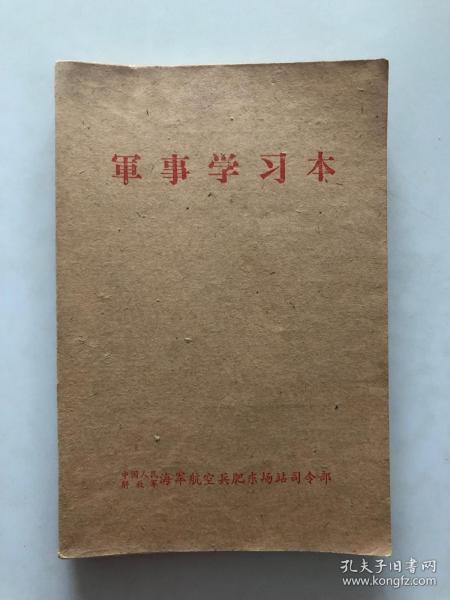 軍事学习本
中国人民
解放军
海军航空兵肥东场站司令部
孔夫子旧书网
www.kongfz.com